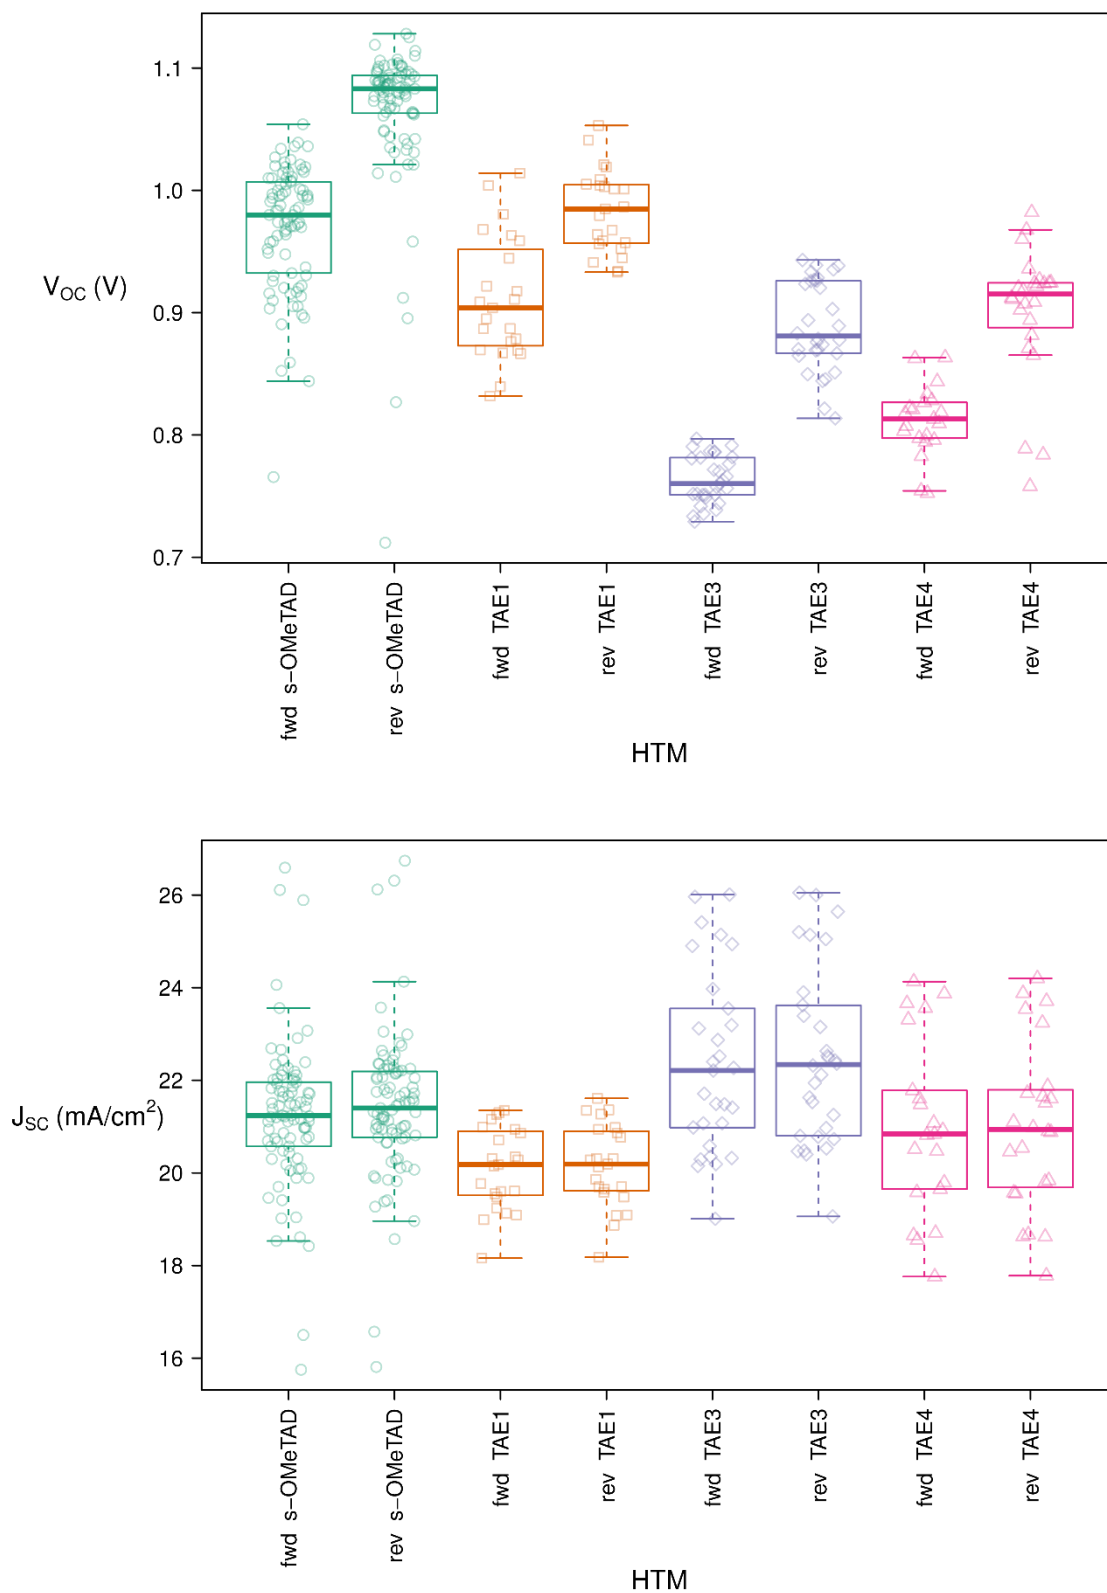 1.1
1.0
0.9
0.8
0.7
V_OC (V)
fwd s-OMeTAD
rev s-OMeTAD
fwd TAE1
rev TAE1
fwd TAE3
rev TAE3
fwd TAE4
rev TAE4
HTM
26
24
22
20
18
16
J_SC (mA/cm²)
fwd s-OMeTAD
rev s-OMeTAD
fwd TAE1
rev TAE1
fwd TAE3
rev TAE3
fwd TAE4
rev TAE4
HTM